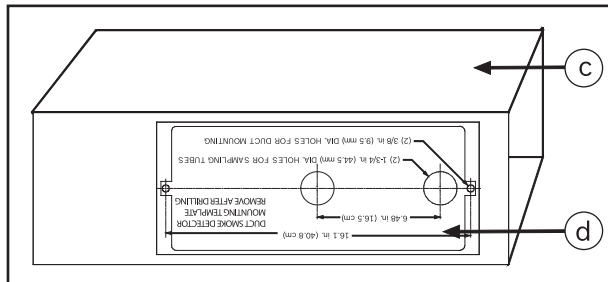 c
(2) 3/8 in. (9.5 mm) DIA. HOLES FOR DUCT MOUNTING
(2) 1-3/4 in. (44.5 mm) DIA. HOLES FOR SAMPLING TUBES
DUCT SMOKE DETECTOR
MOUNTING TEMPLATE
REMOVE AFTER DRILLING
6.48 in. (16.5 cm)
16.1 in. (40.8 cm)
d